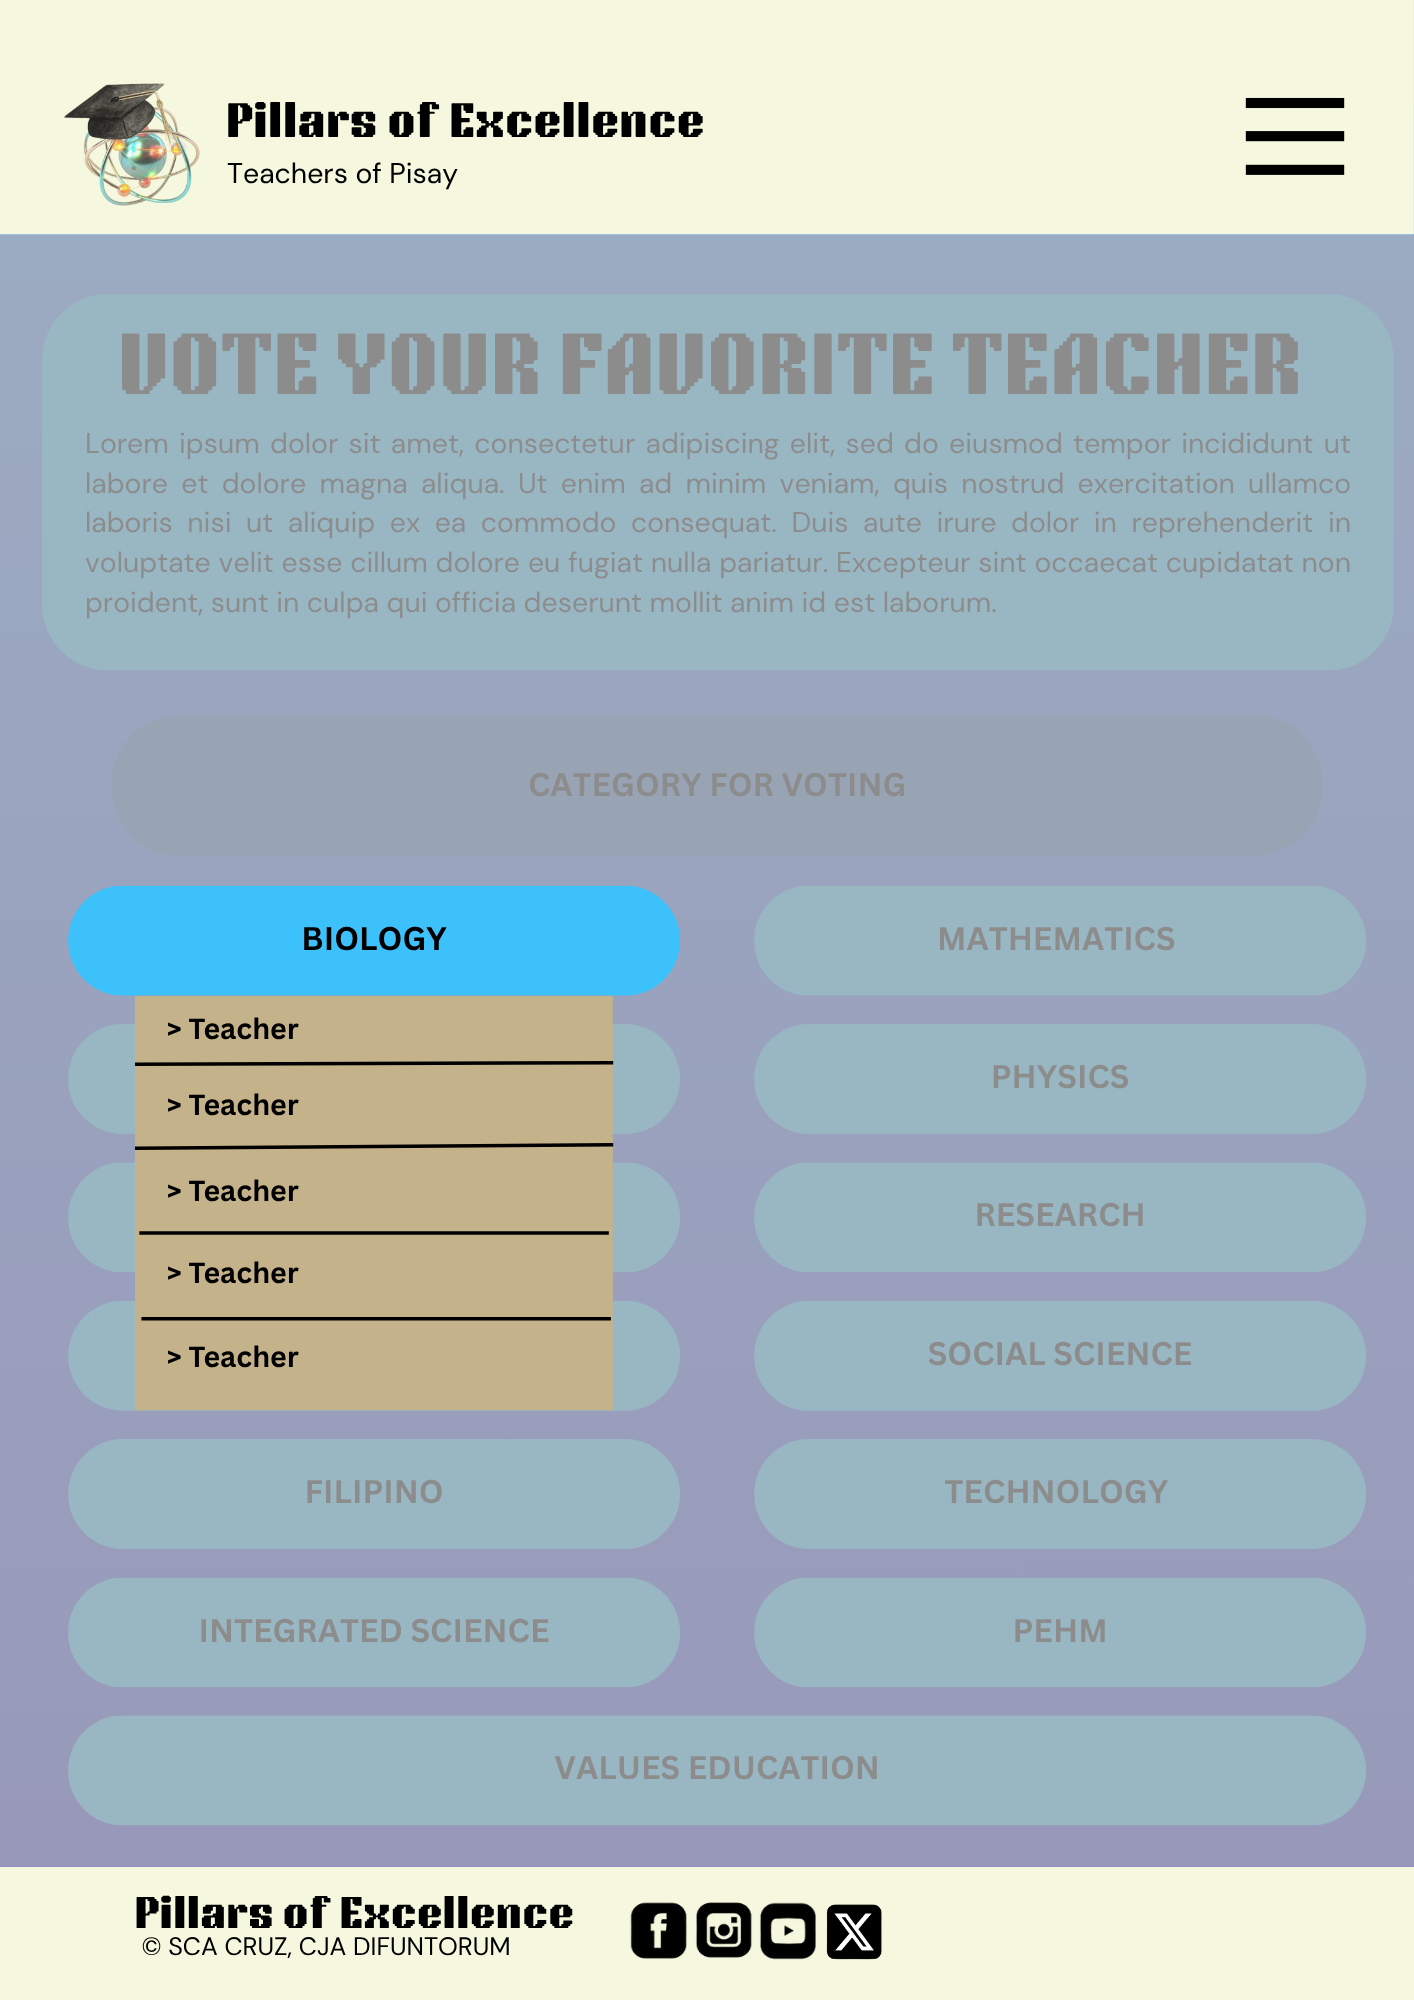 Pillars of Excellence
Teachers of Pisay
VOTE YOUR FAVORITE TEACHER
Lorem ipsum dolor sit amet, consectetur adipiscing elit, sed do eiusmod tempor incididunt ut
labore et dolore magna aliqua. Ut enim ad minim veniam, quis nostrud exercitation ullamco
laboris nisi ut aliquip ex ea commodo consequat. Duis aute irure dolor in reprehenderit in
voluptate velit esse cillum dolore eu fugiat nulla pariatur. Excepteur sint occaecat cupidatat non
proident, sunt in culpa qui officia deserunt mollit anim id est laborum.
CATEGORY FOR VOTING
BIOLOGY
MATHEMATICS
> Teacher
PHYSICS
> Teacher
> Teacher
RESEARCH
> Teacher
SOCIAL SCIENCE
> Teacher
FILIPINO
TECHNOLOGY
INTEGRATED SCIENCE
PEHM
VALUES EDUCATION
Pillars of Excellence
© SCA CRUZ, CJA DIFUNTORUM